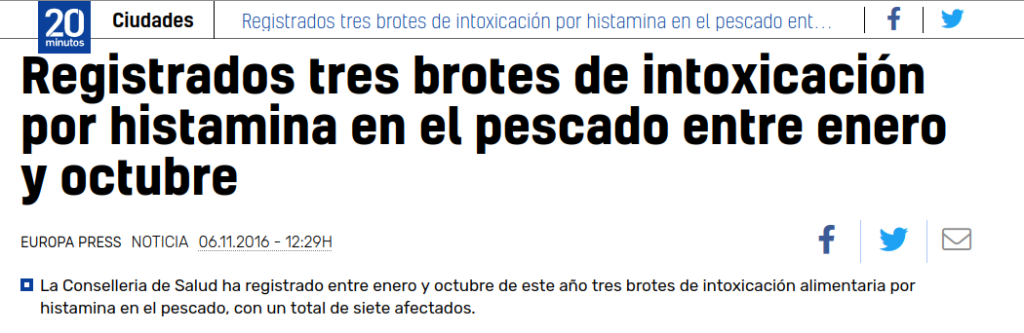 20
minutos
Ciudades
Registrados tres brotes de intoxicación por histamina en el pescado ent...
Registrados tres brotes de intoxicación
por histamina en el pescado entre enero
y octubre
EUROPA PRESS NOTICIA 06.11.2016 - 12:29H
La Conselleria de Salud ha registrado entre enero y octubre de este año tres brotes de intoxicación alimentaria por
histamina en el pescado, con un total de siete afectados.